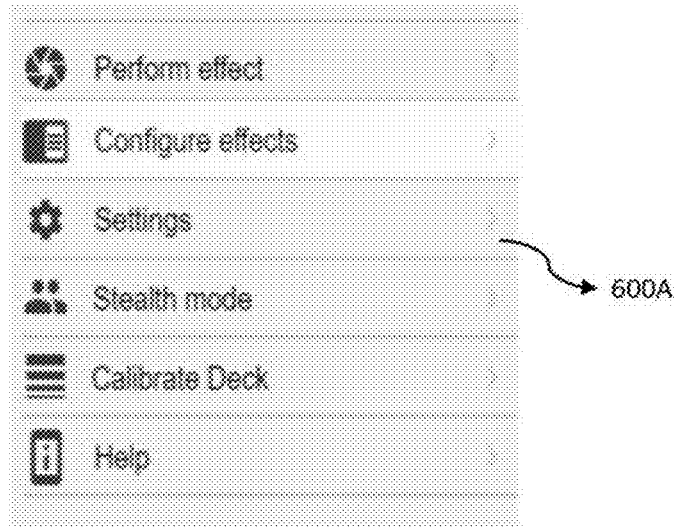 Perform effect
Configure effects
Settings
600A
Stealth mode
Calibrate Deck
Help